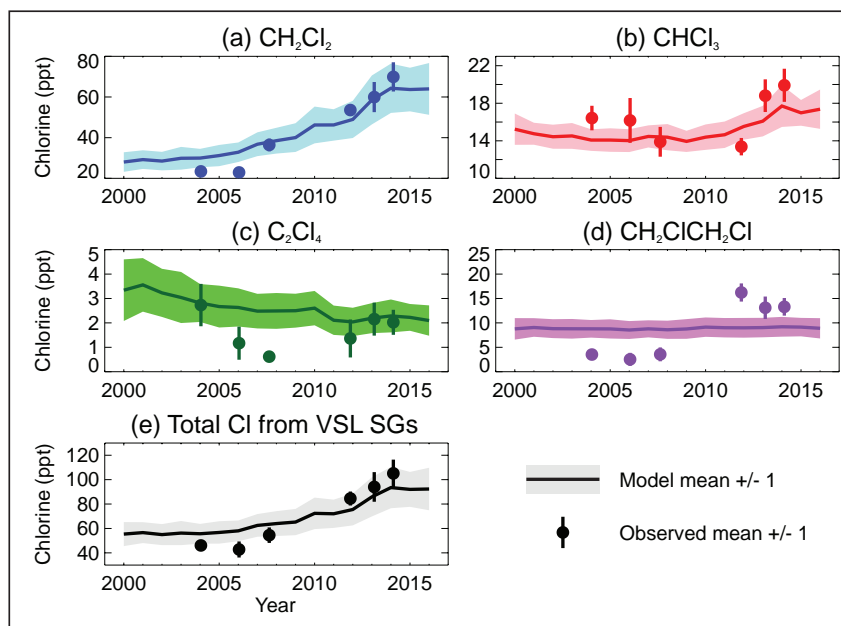 (a) CH₂Cl₂
Chlorine (ppt)
80
60
40
20
2000 2005 2010 2015
(b) CHCl₃
22
20
18
16
14
12
2000 2005 2010 2015
(c) C₂Cl₄
Chlorine (ppt)
5
4
3
2
1
0
2000 2005 2010 2015
(d) CH₂ClCH₂Cl
25
20
15
10
5
0
2000 2005 2010 2015
(e) Total Cl from VSL SGs
Chlorine (ppt)
120
100
80
60
40
2000 2005 2010 2015
Year
Model mean +/- 1
Observed mean +/- 1